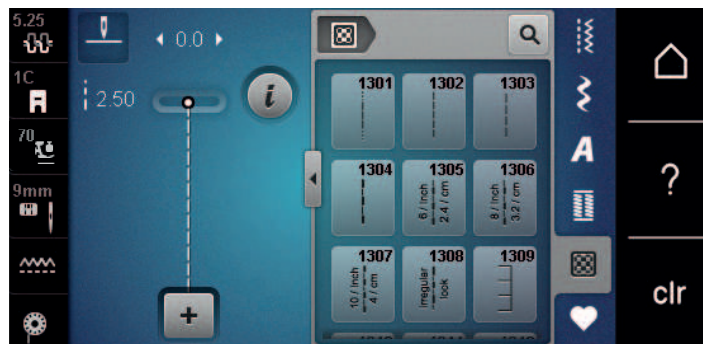 5.25
0.0
1C
2.50
i
70
9mm
+
1301
1302
1303
1304
1305
6 / Inch
2.4 / cm
1306
8 / Inch
3.2 / cm
1307
10 / Inch
4 / cm
1308
Irregular
look
1309
A
?
clr